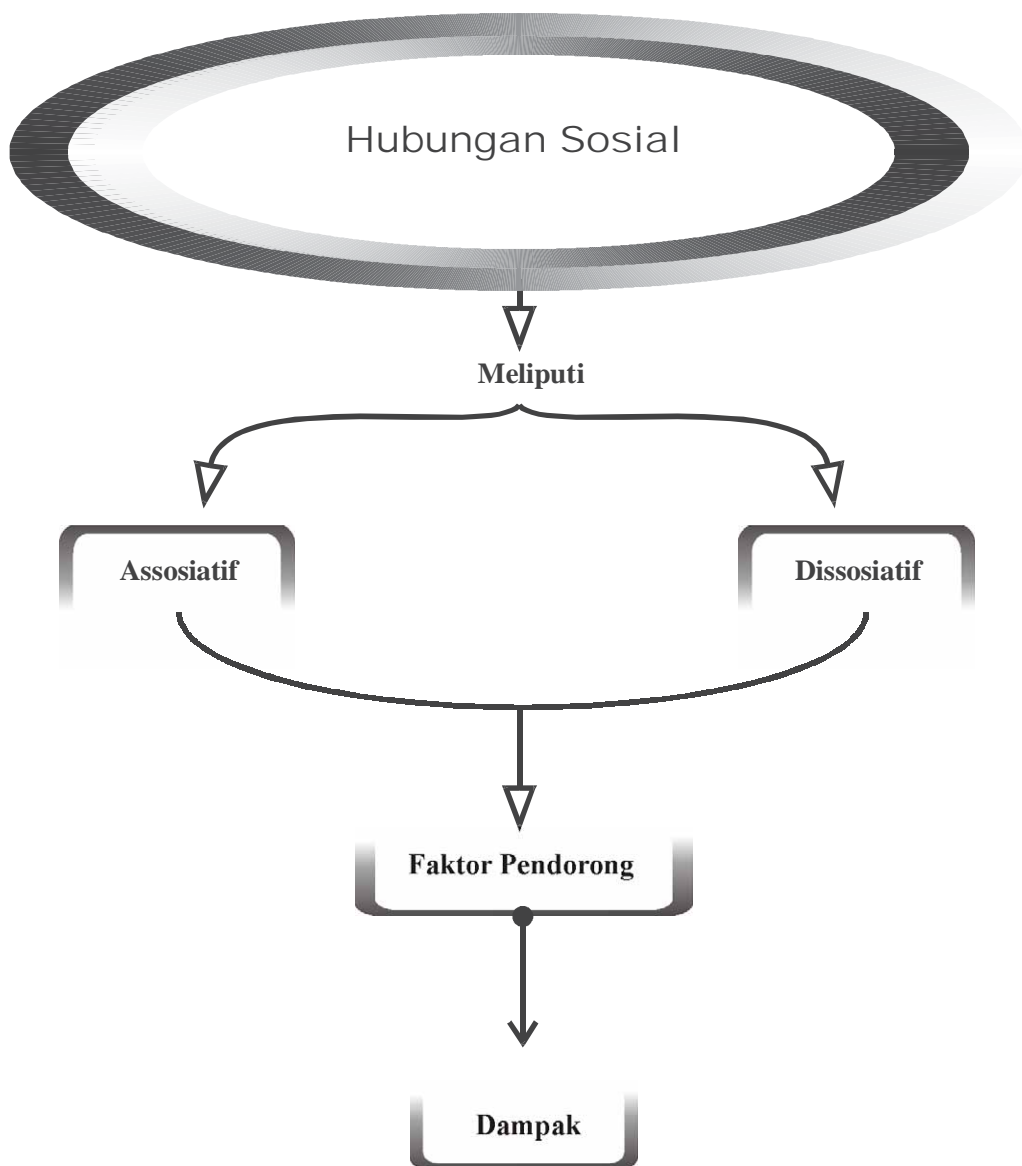 Hubungan Sosial
Meliputi
Assosiatif
Dissosiatif
Faktor Pendorong
Dampak